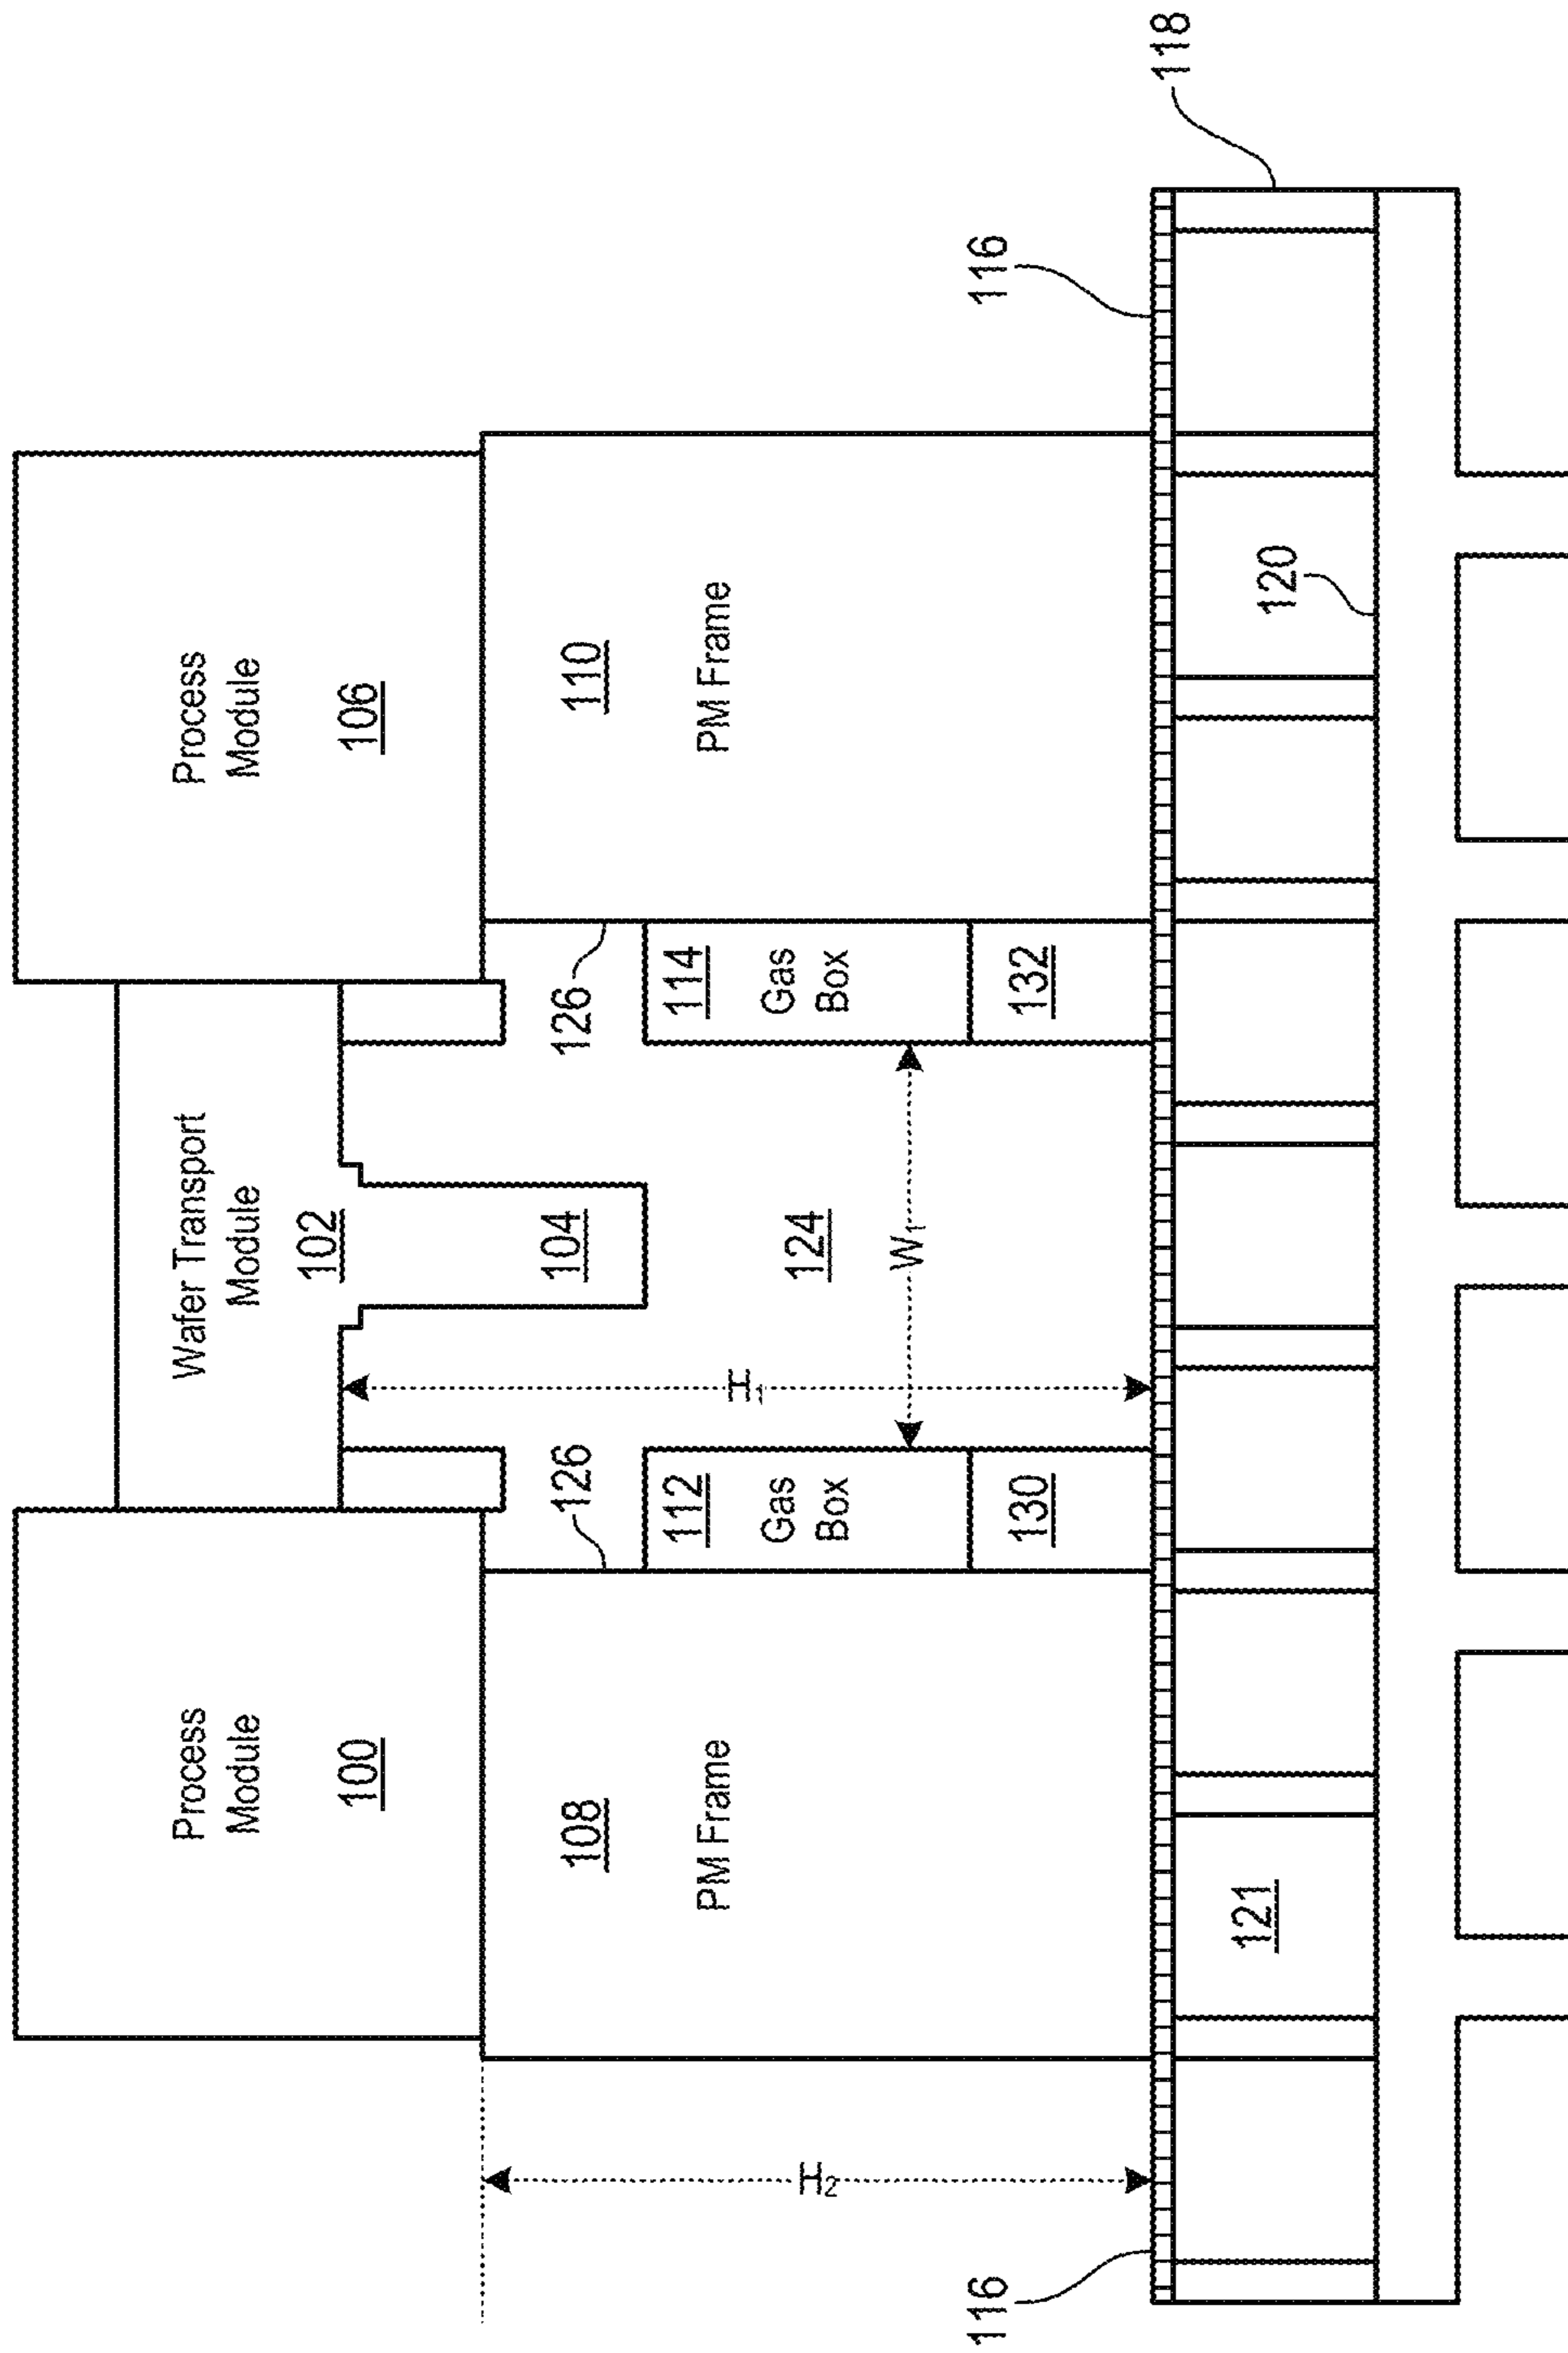 Process
Module
100
Wafer Transport
Module
102
Process
Module
106
108
PM Frame
126
104
126
110
PM Frame
112
Gas
Box
H₁
124
W₁
114
Gas
Box
H₂
130
132
116
116
118
121
120